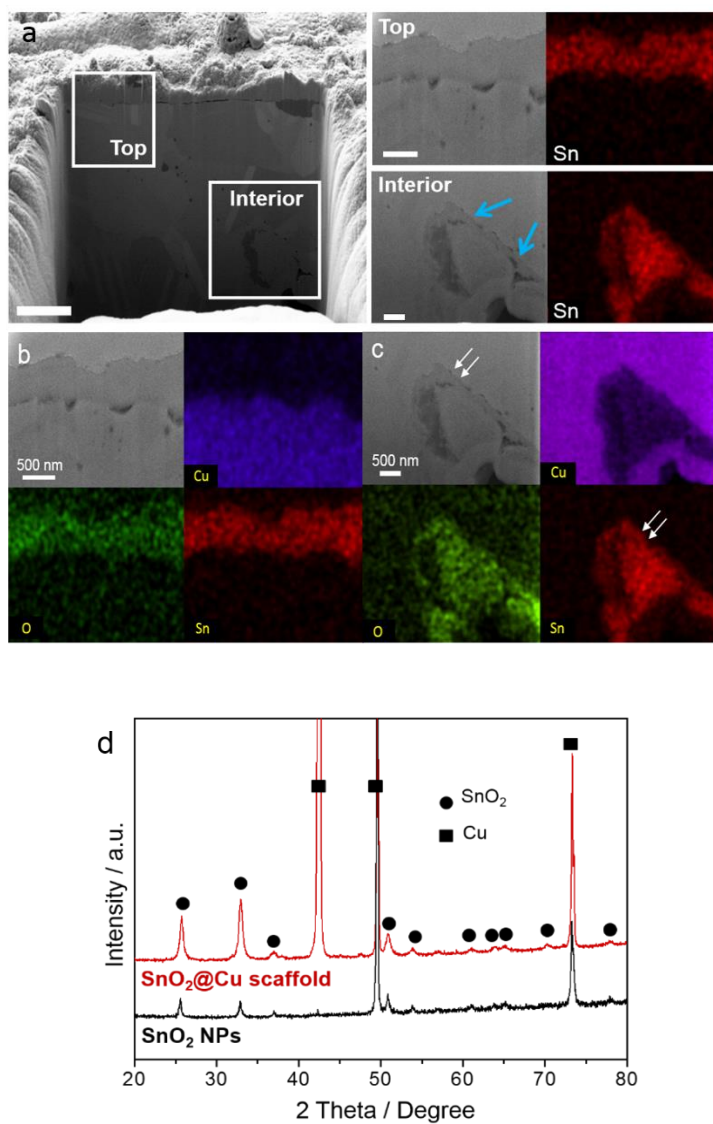 a
Top
Interior
Top
Sn
Interior
Sn
b
500 nm
Cu
O
Sn
c
500 nm
Cu
O
Sn
d
Intensity / a.u.
SnO₂
Cu
SnO₂@Cu scaffold
SnO₂ NPs
20 30 40 50 60 70 80
2 Theta / Degree